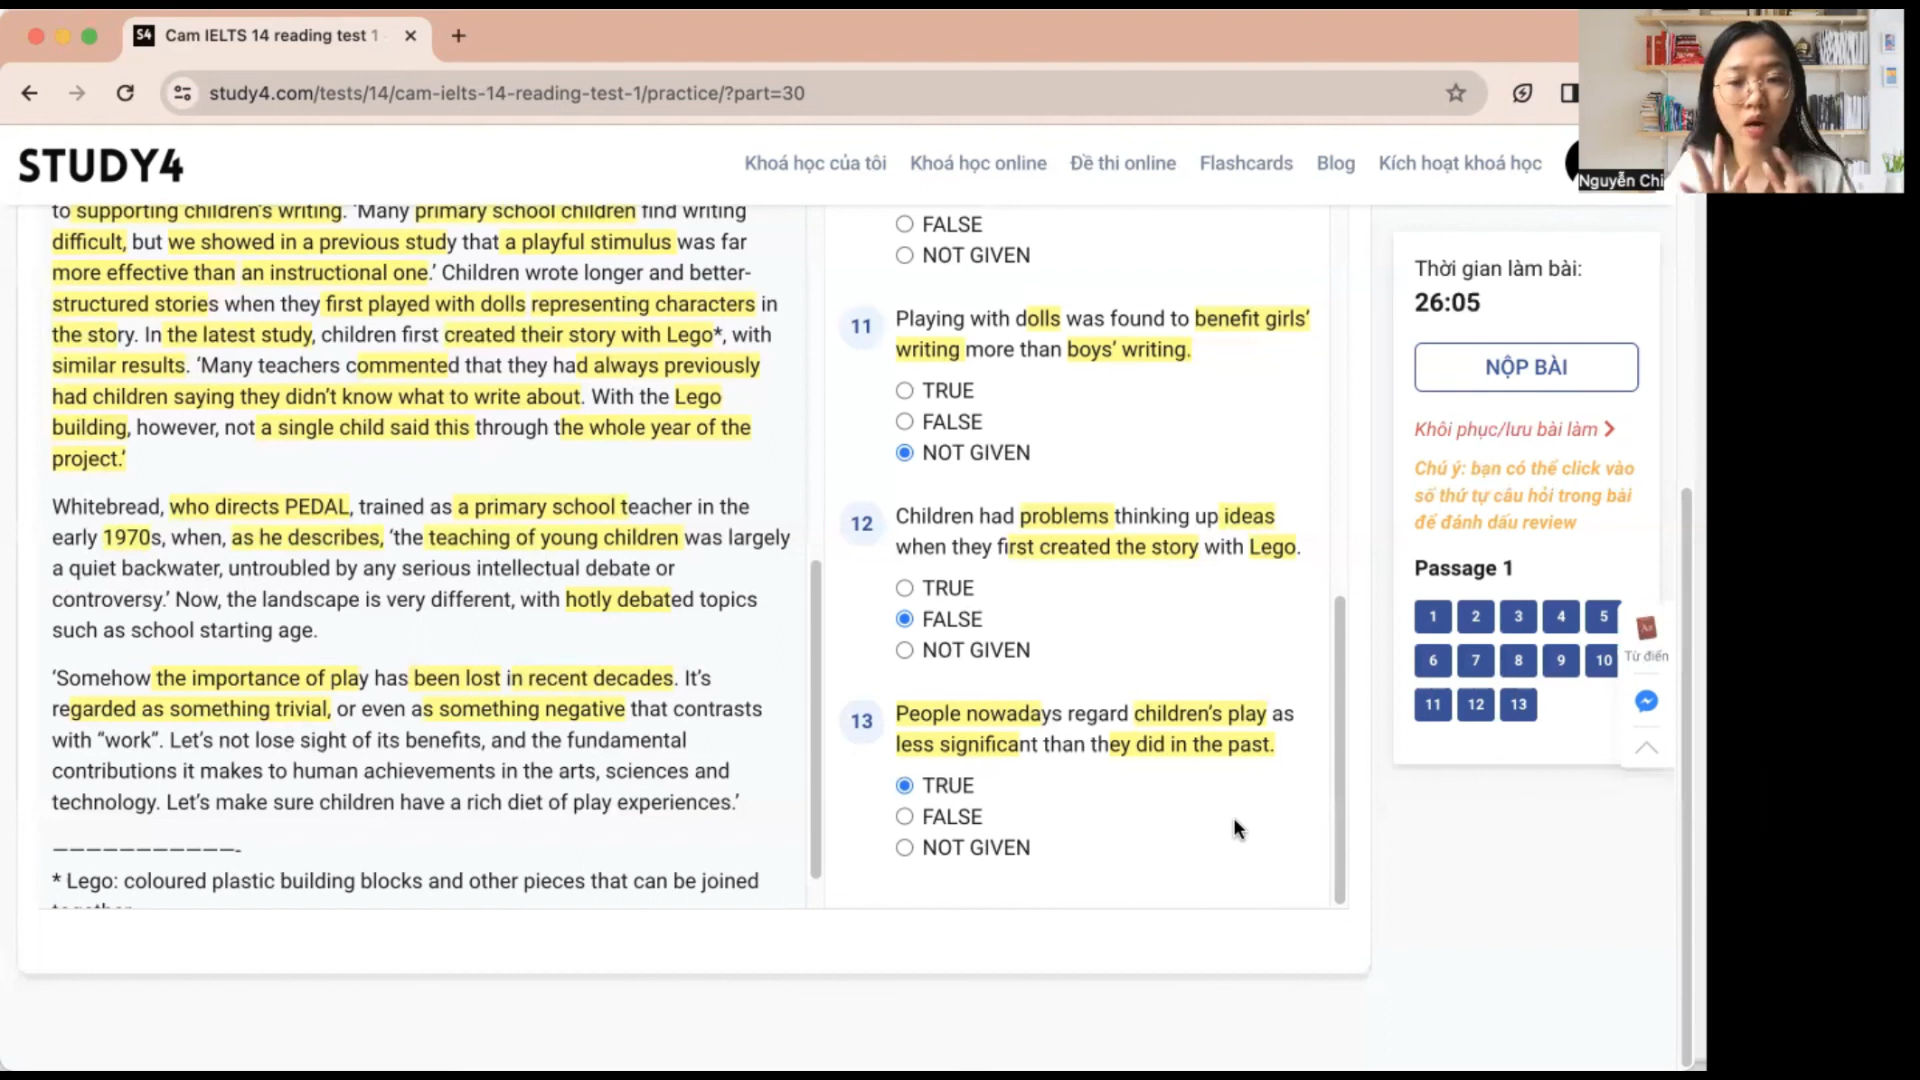 S4 Cam IELTS 14 reading test 1
study4.com/tests/14/cam-ielts-14-reading-test-1/practice/?part=30
STUDY4
Khoá học của tôi Khoá học online Đề thi online Flashcards Blog Kích hoạt khoá học
Nguyễn Chi
to supporting children's writing. 'Many primary school children find writing
difficult, but we showed in a previous study that a playful stimulus was far
more effective than an instructional one.' Children wrote longer and better-
structured stories when they first played with dolls representing characters in
the story. In the latest study, children first created their story with Lego*, with
similar results. 'Many teachers commented that they had always previously
had children saying they didn't know what to write about. With the Lego
building, however, not a single child said this through the whole year of the
project.'
Whitebread, who directs PEDAL, trained as a primary school teacher in the
early 1970s, when, as he describes, 'the teaching of young children was largely
a quiet backwater, untroubled by any serious intellectual debate or
controversy.' Now, the landscape is very different, with hotly debated topics
such as school starting age.
'Somehow the importance of play has been lost in recent decades. It's
regarded as something trivial, or even as something negative that contrasts
with “work”. Let's not lose sight of its benefits, and the fundamental
contributions it makes to human achievements in the arts, sciences and
technology. Let's make sure children have a rich diet of play experiences.'
———————————-
* Lego: coloured plastic building blocks and other pieces that can be joined
FALSE
NOT GIVEN
11 Playing with dolls was found to benefit girls'
writing more than boys' writing.
TRUE
FALSE
NOT GIVEN
12 Children had problems thinking up ideas
when they first created the story with Lego.
TRUE
FALSE
NOT GIVEN
13 People nowadays regard children's play as
less significant than they did in the past.
TRUE
FALSE
NOT GIVEN
Thời gian làm bài:
26:05
NỘP BÀI
Khôi phục/lưu bài làm
Chú ý: bạn có thể click vào
số thứ tự câu hỏi trong bài
để đánh dấu review
Passage 1
1 2 3 4 5
6 7 8 9 10
11 12 13
Từ điển